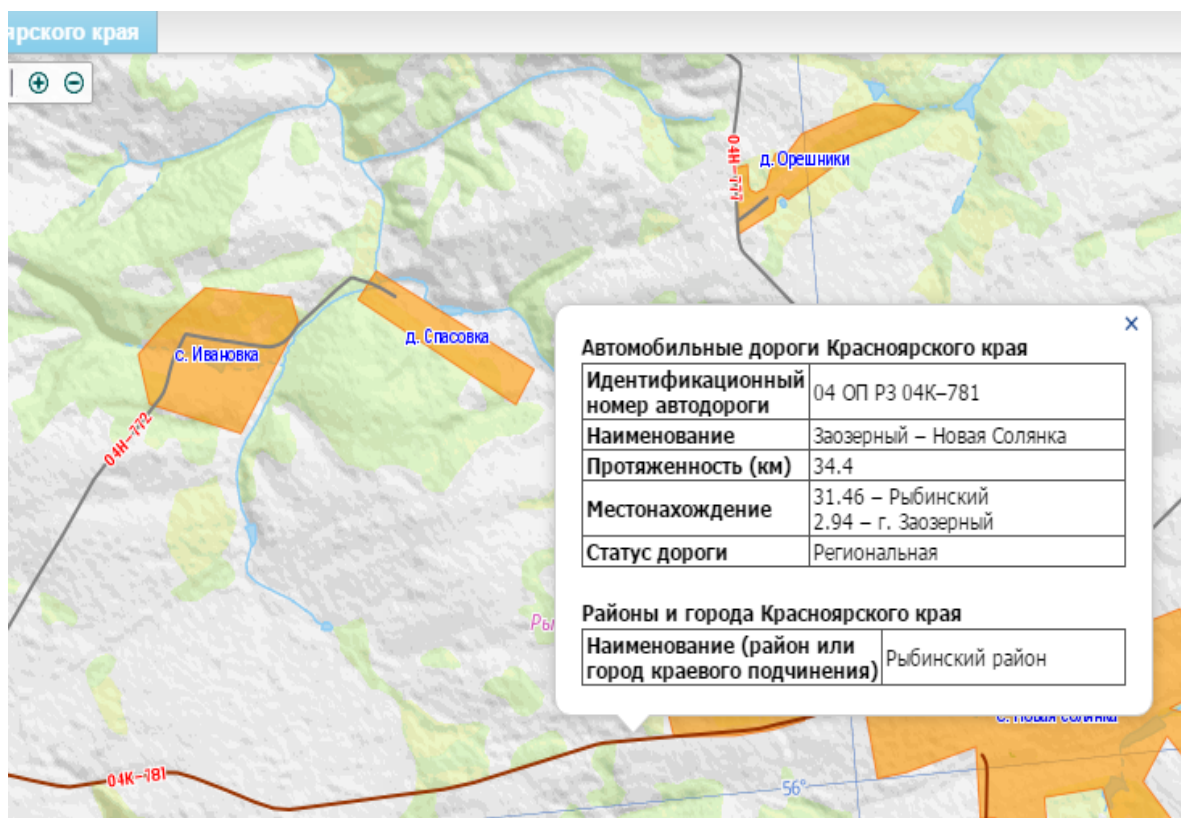 ярского края
04Н-777
д. Орешники
д. Спасовка
с. Ивановка
04Н-772
Автомобильные дороги Красноярского края
Идентификационный номер автодороги 04 ОП РЗ 04К–781
Наименование Заозерный – Новая Солянка
Протяженность (км) 34.4
Местонахождение 31.46 – Рыбинский
2.94 – г. Заозерный
Статус дороги Региональная
Районы и города Красноярского края
Наименование (район или город краевого подчинения) Рыбинский район
Ры
с. Новая Солянка
04К-781
56°